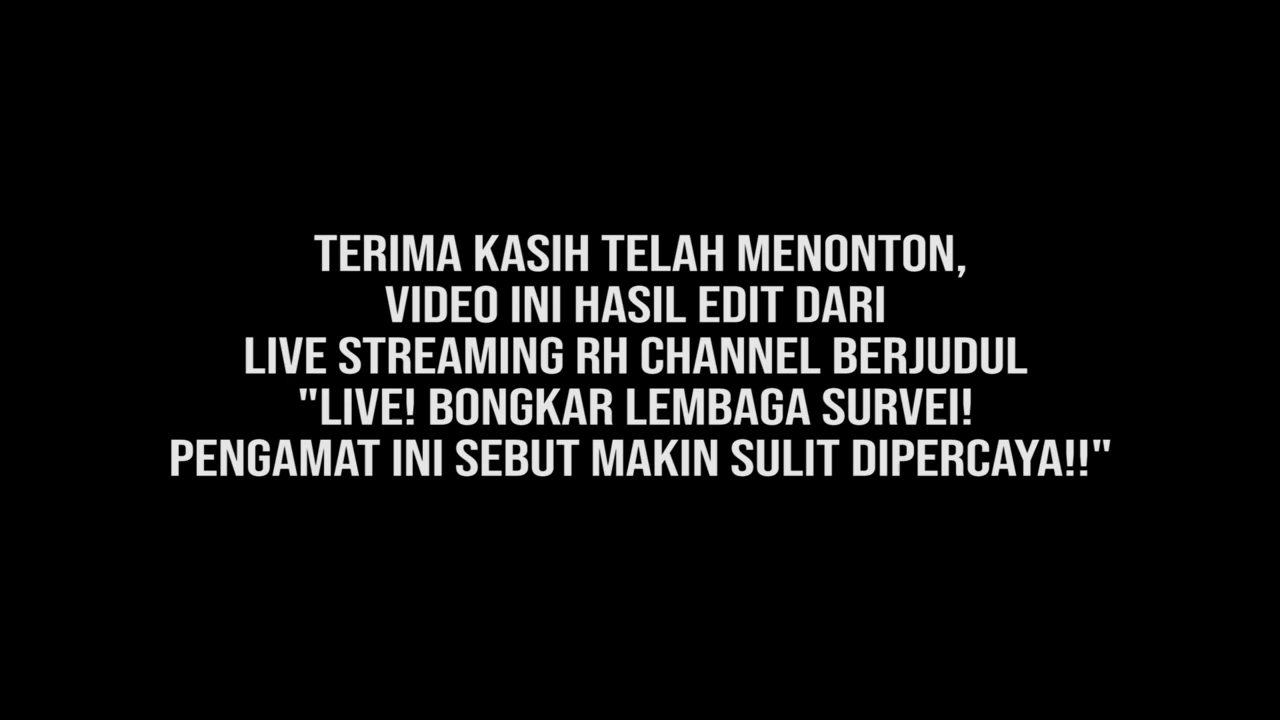 TERIMA KASIH TELAH MENONTON,
VIDEO INI HASIL EDIT DARI
LIVE STREAMING RH CHANNEL BERJUDUL
"LIVE! BONGKAR LEMBAGA SURVEI!
PENGAMAT INI SEBUT MAKIN SULIT DIPERCAYA!!"